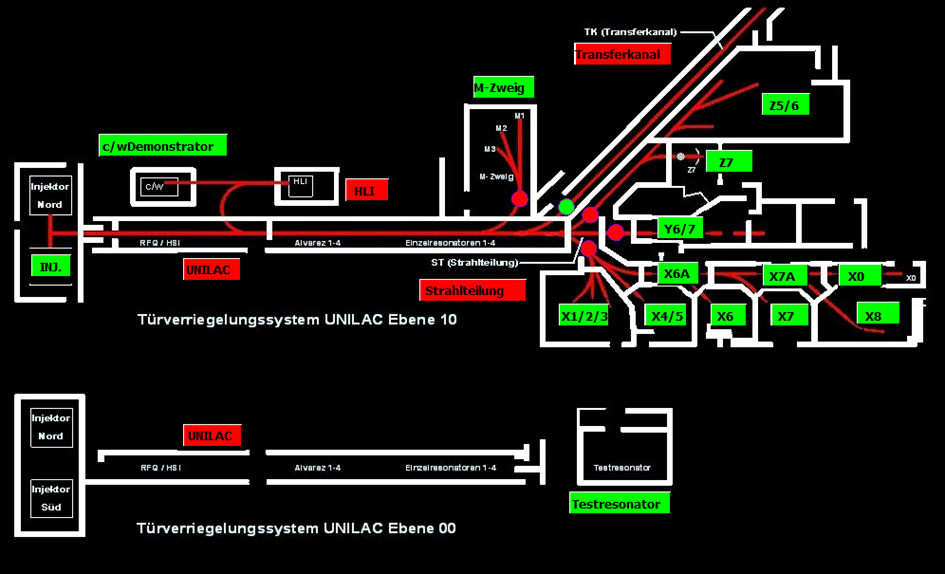 TK (Transferkanal)
Transferkanal
M-Zweig
Z5/6
M1
M2
M3
M-Zweig
c/wDemonstrator
Z7
Z7
Injektor
Nord
c/w
HLI
HLI
Y6/7
RFQ / HSI
Alvarez 1-4
Einzelresonatoren 1-4
INJ.
UNILAC
ST (Strahlteilung)
Strahlteilung
X6A
X7A
X0
X0
X1/2/3
X4/5
X6
X7
X8
Türverriegelungssystem UNILAC Ebene 10
Injektor
Nord
UNILAC
RFQ / HSI
Alvarez 1-4
Einzelresonatoren 1-4
Testresonator
Injektor
Süd
Testresonator
Türverriegelungssystem UNILAC Ebene 00